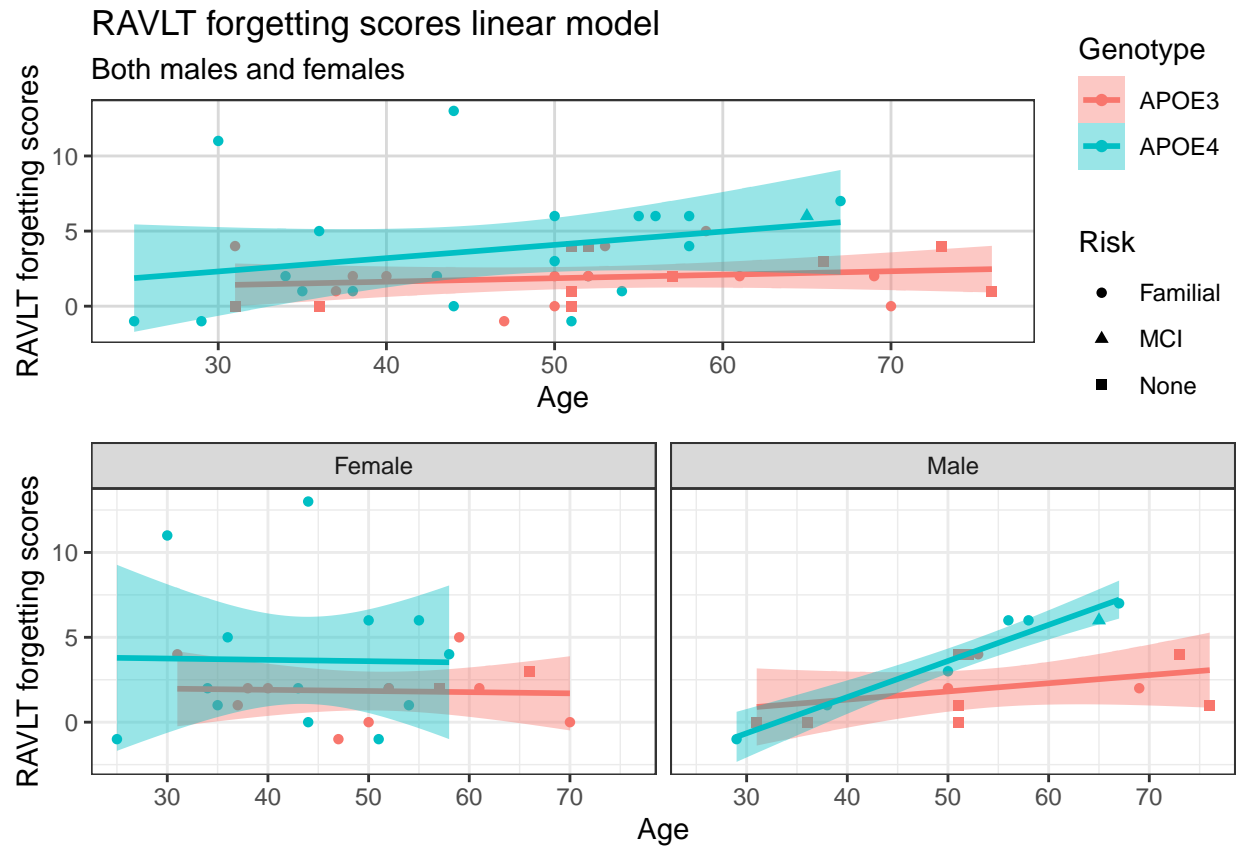 RAVLT forgetting scores linear model
Both males and females
RAVLT forgetting scores
10
5
0
30 40 50 60 70
Age
Genotype
APOE3
APOE4
Risk
Familial
MCI
None
Female Male
RAVLT forgetting scores
10
5
0
30 40 50 60 70 30 40 50 60 70
Age